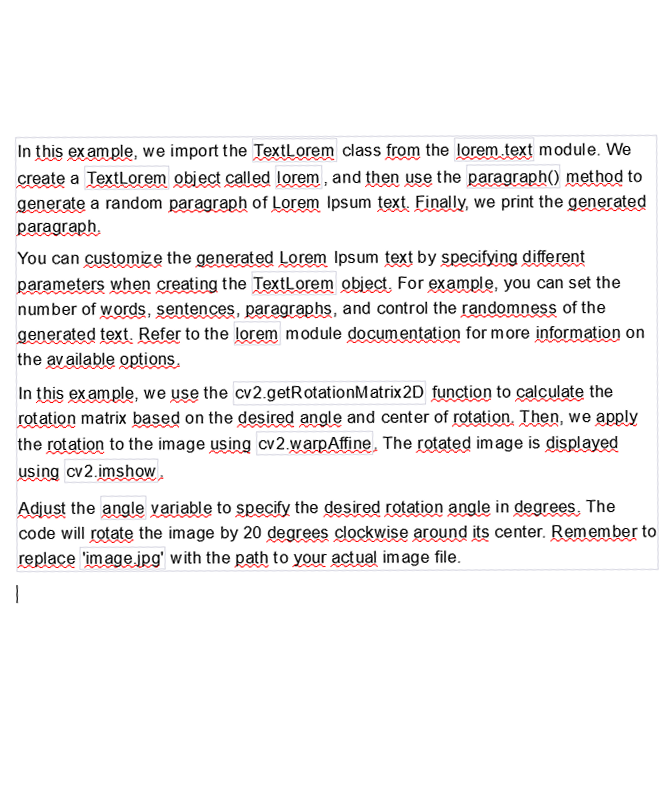 In this example, we import the TextLorem class from the lorem.text module. We
create a TextLorem object called lorem, and then use the paragraph() method to
generate a random paragraph of Lorem Ipsum text. Finally, we print the generated
paragraph.
You can customize the generated Lorem Ipsum text by specifying different
parameters when creating the TextLorem object. For example, you can set the
number of words, sentences, paragraphs, and control the randomness of the
generated text. Refer to the lorem module documentation for more information on
the available options.
In this example, we use the cv2.getRotationMatrix2D function to calculate the
rotation matrix based on the desired angle and center of rotation. Then, we apply
the rotation to the image using cv2.warpAffine. The rotated image is displayed
using cv2.imshow.
Adjust the angle variable to specify the desired rotation angle in degrees. The
code will rotate the image by 20 degrees clockwise around its center. Remember to
replace 'image.jpg' with the path to your actual image file.